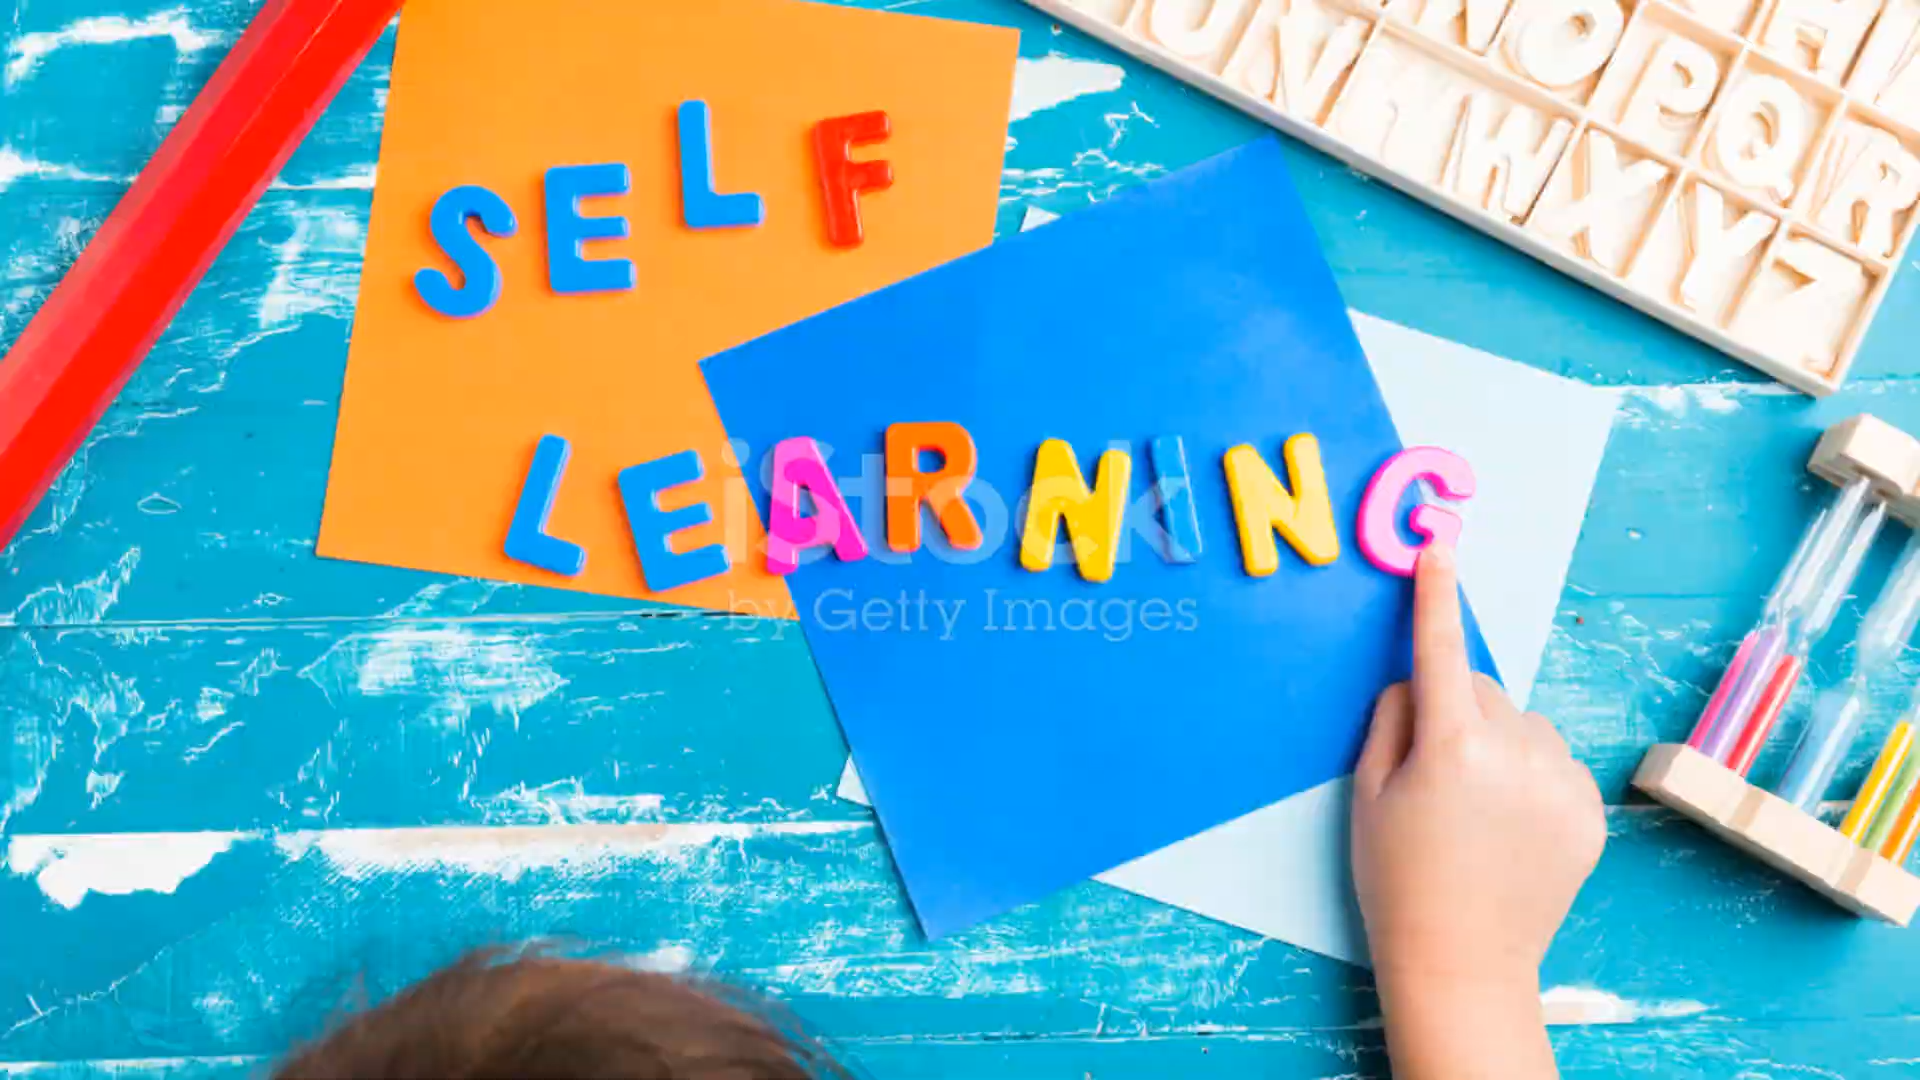 SELF
LEARNING
iStock
by Getty Images
U V W X Y Z
O P Q R